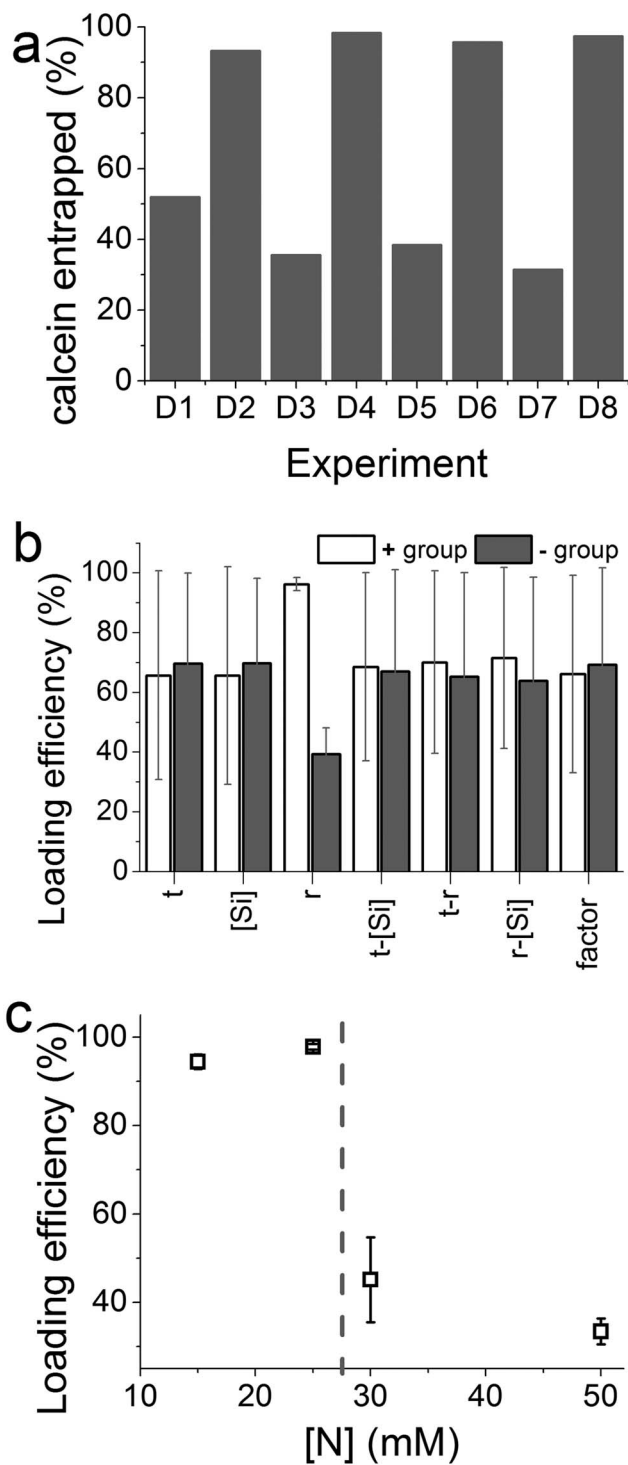 a
calcein entrapped (%)
100
80
60
40
20
0
D1 D2 D3 D4 D5 D6 D7 D8
Experiment
b
+ group - group
Loading efficiency (%)
100
80
60
40
20
0
t [Si] r t-[Si] t-r r-[Si] factor
c
Loading efficiency (%)
100
80
60
40
10 20 30 40 50
[N] (mM)